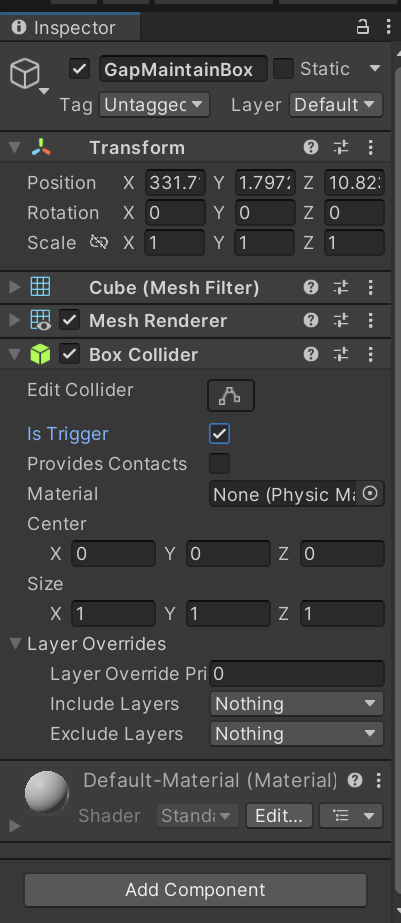 Inspector
GapMaintainBox Static
Tag Untagged Layer Default
Transform
Position X 331.7 Y 1.7972 Z 10.82
Rotation X 0 Y 0 Z 0
Scale X 1 Y 1 Z 1
Cube (Mesh Filter)
Mesh Renderer
Box Collider
Edit Collider
Is Trigger
Provides Contacts
Material None (Physic Ma
Center
X 0 Y 0 Z 0
Size
X 1 Y 1 Z 1
Layer Overrides
Layer Override Pri 0
Include Layers Nothing
Exclude Layers Nothing
Default-Material (Material)
Shader Standa Edit...
Add Component